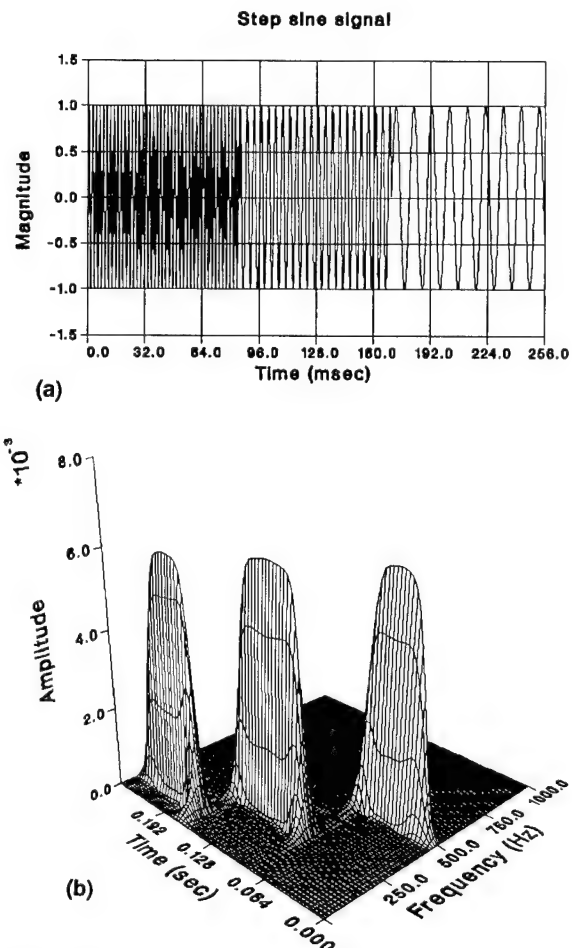 Step sine signal
Magnitude
1.5
1.0
0.5
0.0
-0.5
-1.0
-1.5
0.0 32.0 64.0 96.0 128.0 160.0 192.0 224.0 256.0
Time (msec)
(a)
*10⁻³
8.0
6.0
4.0
2.0
0.0
Amplitude
0.192
0.128
0.064
0.000
Time (sec)
250.0
500.0
750.0
1000.0
Frequency (Hz)
(b)